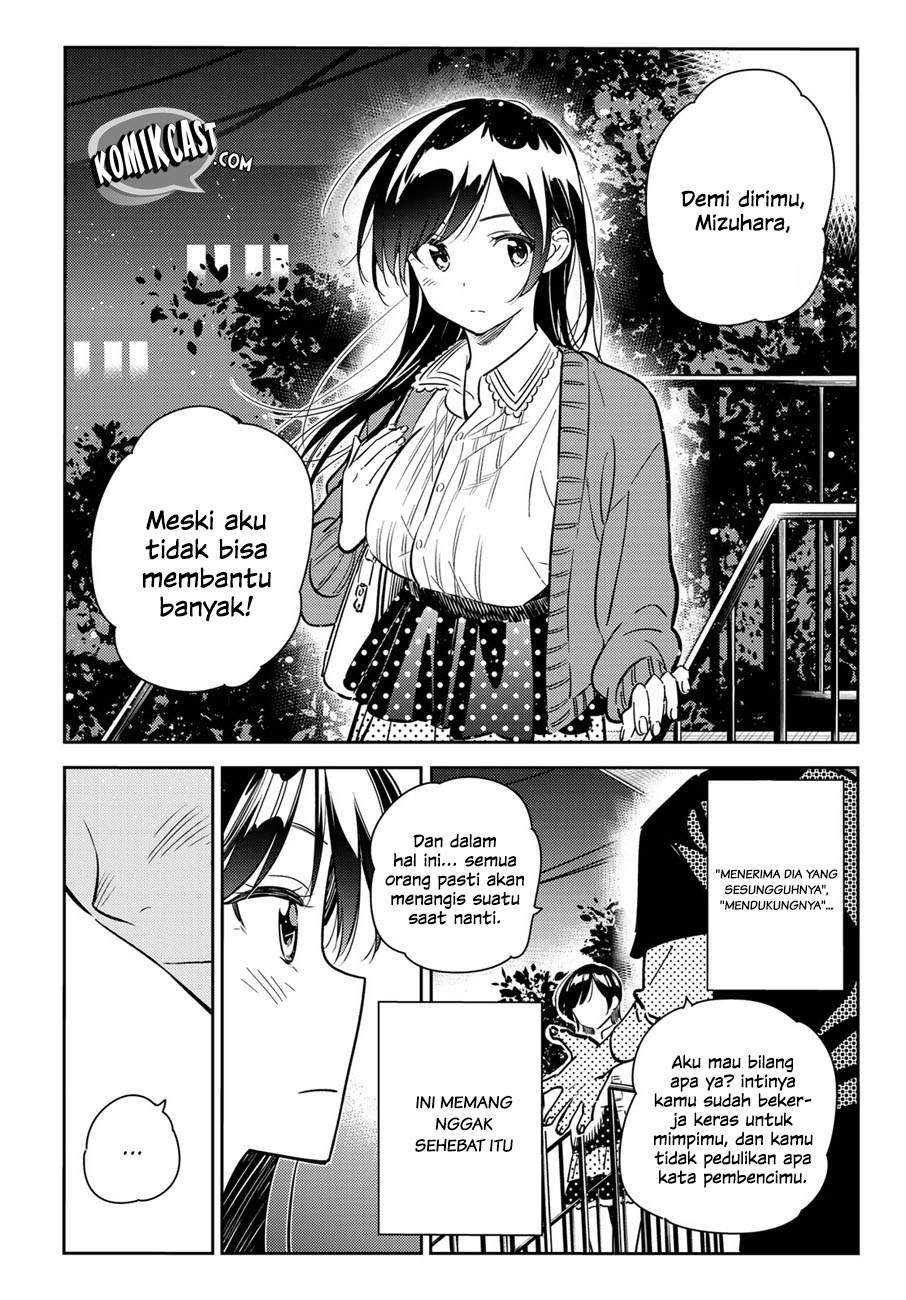 KOMIKCAST
.COM
Demi dirimu,
Mizuhara,
Meski aku
tidak bisa
membantu
banyak!
"MENERIMA DIA YANG
SESUNGGUHNYA",
"MENDUKUNGNYA"...
Aku mau bilang
apa ya? intinya
kamu sudah beker-
ja keras untuk
mimpimu, dan kamu
tidak pedulikan apa
kata pembencimu.
Dan dalam
hal ini... semua
orang pasti akan
menangis suatu
saat nanti.
INI MEMANG
NGGAK
SEHEBAT ITU
...